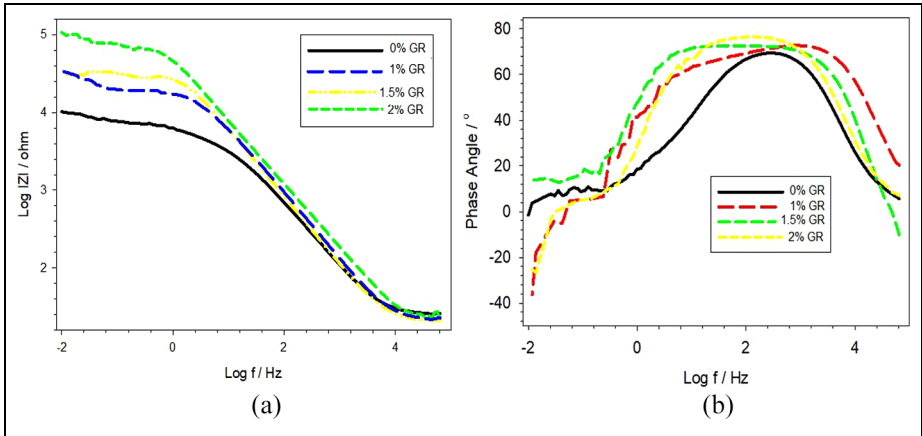 5
4
3
2
Log IZI / ohm
-2
0
2
4
Log f / Hz
0% GR
1% GR
1.5% GR
2% GR
(a)
80
60
40
20
0
-20
-40
Phase Angle / °
-2
0
2
4
Log f / Hz
0% GR
1% GR
1.5% GR
2% GR
(b)